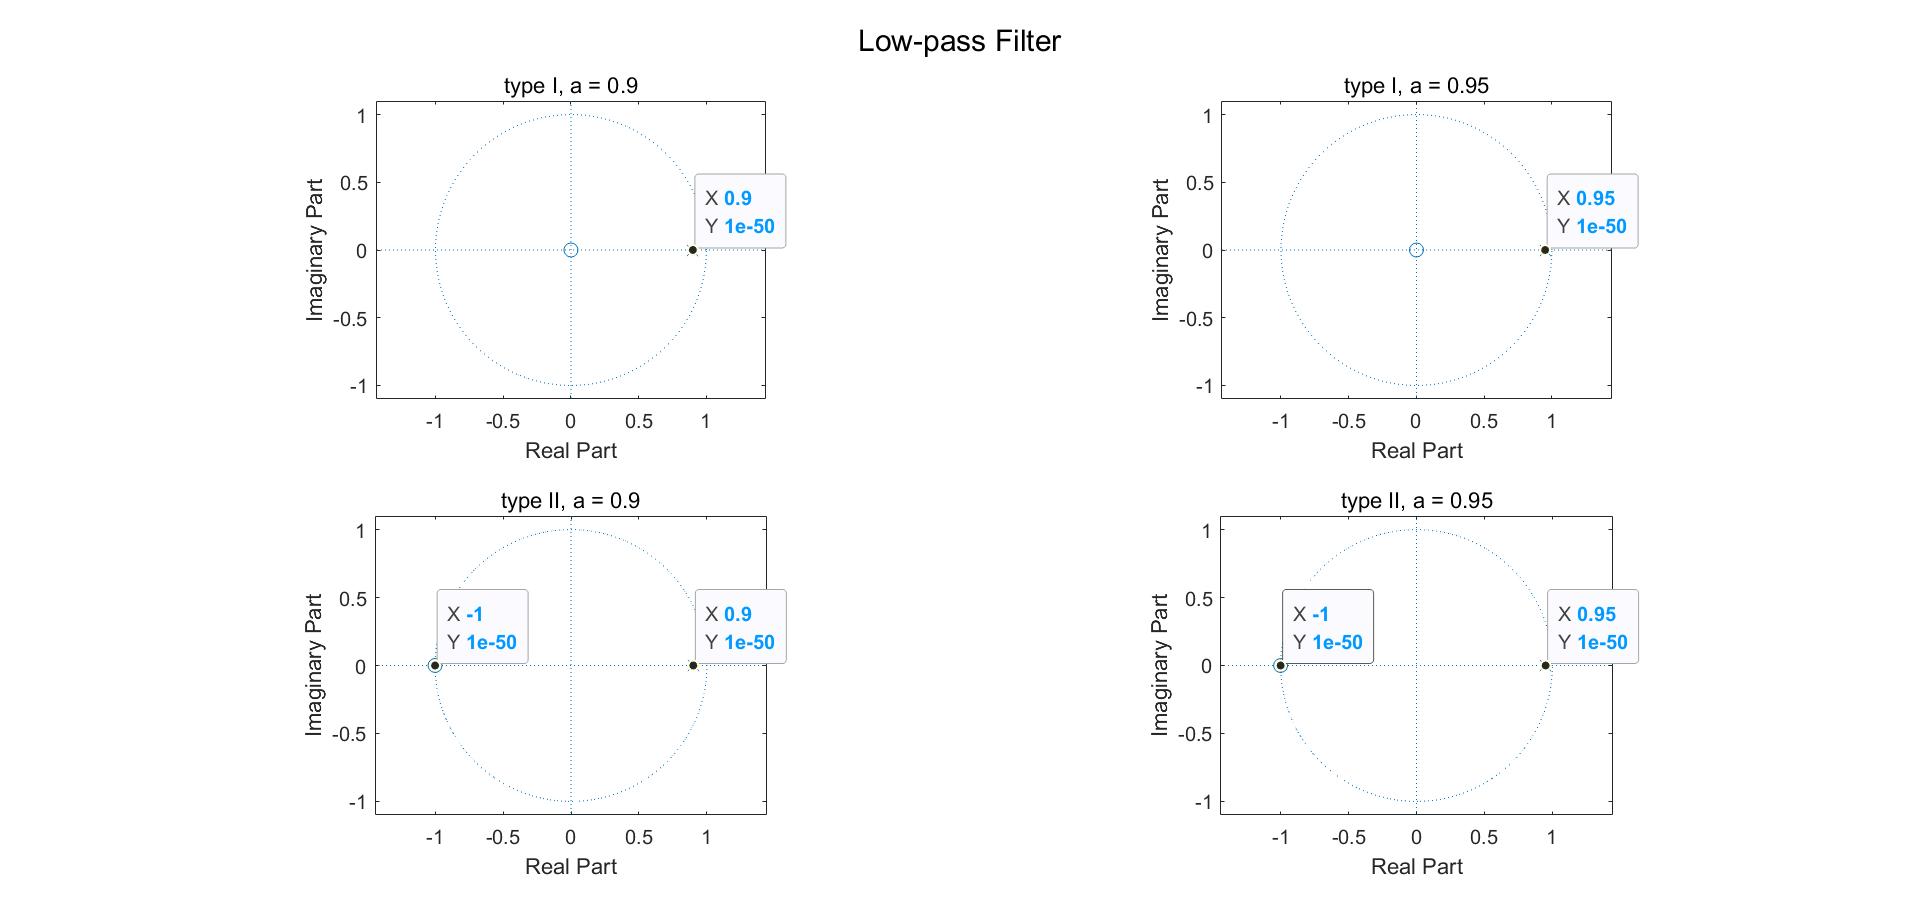 Low-pass Filter
type I, a = 0.9
1
0.5
0
-0.5
-1
Imaginary Part
X 0.9
Y 1e-50
-1 -0.5 0 0.5 1
Real Part
type I, a = 0.95
1
0.5
0
-0.5
-1
Imaginary Part
X 0.95
Y 1e-50
-1 -0.5 0 0.5 1
Real Part
type II, a = 0.9
1
0.5
0
-0.5
-1
Imaginary Part
X -1
Y 1e-50
X 0.9
Y 1e-50
-1 -0.5 0 0.5 1
Real Part
type II, a = 0.95
1
0.5
0
-0.5
-1
Imaginary Part
X -1
Y 1e-50
X 0.95
Y 1e-50
-1 -0.5 0 0.5 1
Real Part